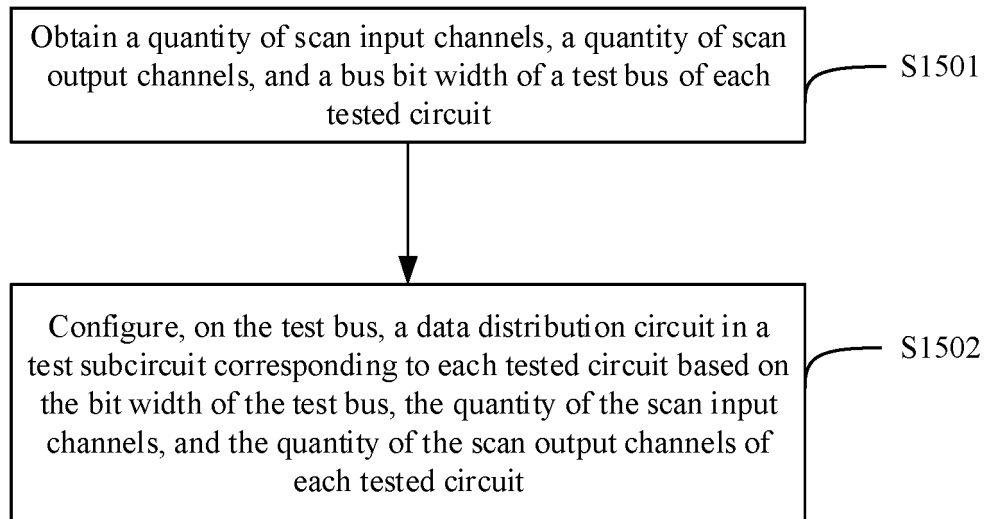 Obtain a quantity of scan input channels, a quantity of scan
output channels, and a bus bit width of a test bus of each
tested circuit
S1501
Configure, on the test bus, a data distribution circuit in a
test subcircuit corresponding to each tested circuit based on
the bit width of the test bus, the quantity of the scan input
channels, and the quantity of the scan output channels of
each tested circuit
S1502